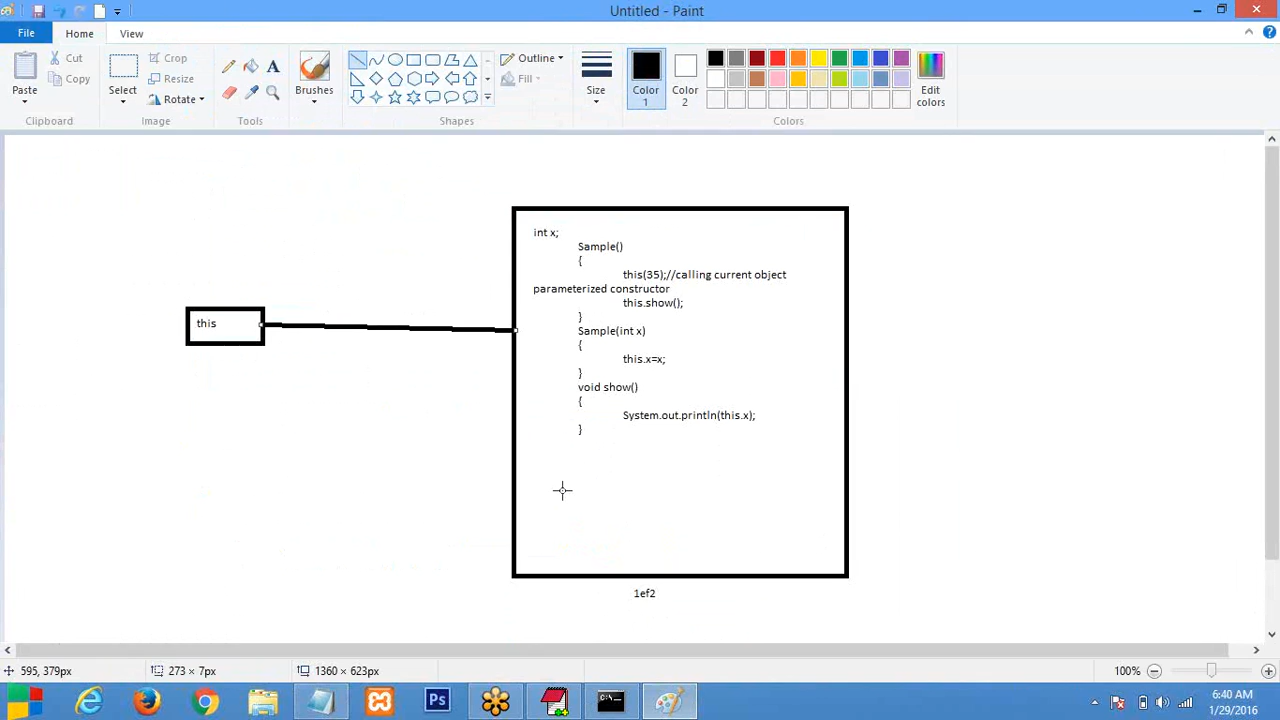 Untitled - Paint
File
Home
View
Paste
Cut
Copy
Clipboard
Select
Crop
Resize
Rotate
Image
Tools
A
Brushes
Shapes
Outline
Fill
Size
Color 1
Color 2
Edit colors
Colors
int x;
Sample()
{
this(35);//calling current object
parameterized constructor
this.show();
}
Sample(int x)
{
this.x=x;
}
void show()
{
System.out.println(this.x);
}
this
1ef2
595, 379px
273 × 7px
1360 × 623px
100%
Ps
C:\_
6:40 AM
1/29/2016